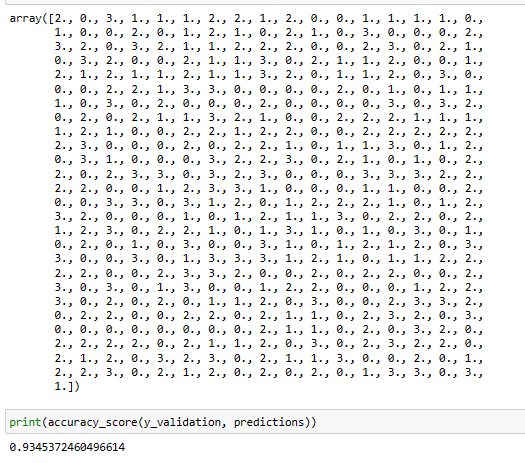 array([2., 0., 3., 1., 1., 1., 2., 2., 1., 2., 0., 0., 1., 1., 1., 1., 0.,
1., 0., 0., 2., 0., 1., 2., 0., 1., 2., 0., 1., 0., 3., 0., 0., 0., 2.,
3., 2., 0., 3., 2., 1., 1., 2., 0., 2., 0., 0., 2., 3., 0., 2., 1.,
0., 3., 2., 0., 0., 2., 1., 1., 3., 0., 2., 1., 1., 2., 0., 0., 1.,
2., 1., 2., 1., 1., 2., 1., 1., 3., 2., 0., 1., 1., 2., 0., 3., 0.,
0., 0., 2., 2., 1., 3., 3., 0., 0., 0., 0., 2., 0., 1., 0., 1., 1.,
1., 0., 3., 0., 2., 0., 0., 0., 2., 0., 0., 0., 0., 3., 0., 3., 2.,
0., 2., 0., 2., 1., 1., 3., 2., 1., 0., 0., 0., 2., 2., 1., 1., 1.,
1., 2., 1., 0., 0., 2., 2., 1., 2., 2., 0., 0., 2., 2., 2., 2., 2.,
2., 3., 0., 0., 0., 2., 0., 2., 2., 0., 1., 1., 3., 0., 1., 2.,
0., 3., 1., 0., 0., 0., 3., 2., 2., 3., 0., 2., 1., 0., 1., 0., 2.,
2., 0., 2., 3., 3., 0., 3., 2., 3., 0., 0., 0., 3., 3., 3., 2., 2.,
2., 2., 0., 0., 1., 2., 3., 3., 1., 0., 0., 0., 1., 1., 0., 0., 2.,
0., 0., 3., 3., 0., 3., 1., 2., 0., 1., 2., 2., 2., 1., 0., 1., 2.,
3., 2., 0., 0., 0., 1., 0., 1., 2., 1., 1., 3., 0., 2., 2., 0., 2.,
1., 2., 3., 0., 2., 2., 1., 0., 1., 3., 1., 0., 1., 0., 3., 0., 1.,
0., 2., 0., 1., 0., 3., 0., 0., 3., 1., 0., 1., 2., 1., 2., 0., 3.,
3., 0., 0., 3., 0., 1., 3., 3., 3., 1., 2., 1., 0., 1., 1., 2., 2.,
2., 2., 0., 0., 2., 3., 3., 2., 0., 0., 2., 0., 2., 2., 0., 0., 2.,
3., 0., 3., 0., 1., 3., 0., 0., 1., 2., 2., 0., 0., 0., 1., 2., 2.,
3., 0., 2., 0., 2., 0., 1., 1., 2., 0., 3., 0., 0., 2., 3., 3., 2.,
0., 2., 2., 0., 0., 2., 2., 0., 2., 1., 1., 0., 2., 3., 2., 0., 3.,
0., 0., 0., 0., 0., 0., 0., 2., 1., 1., 0., 2., 0., 3., 2., 0.,
2., 2., 2., 2., 0., 2., 1., 1., 2., 0., 3., 0., 2., 3., 2., 2., 0.,
2., 1., 2., 0., 3., 2., 3., 0., 2., 1., 1., 3., 0., 0., 2., 0., 1.,
2., 2., 3., 0., 2., 1., 2., 0., 2., 0., 2., 0., 1., 3., 3., 0., 3.,
1.])
print(accuracy_score(y_validation, predictions))
0.9345372460496614